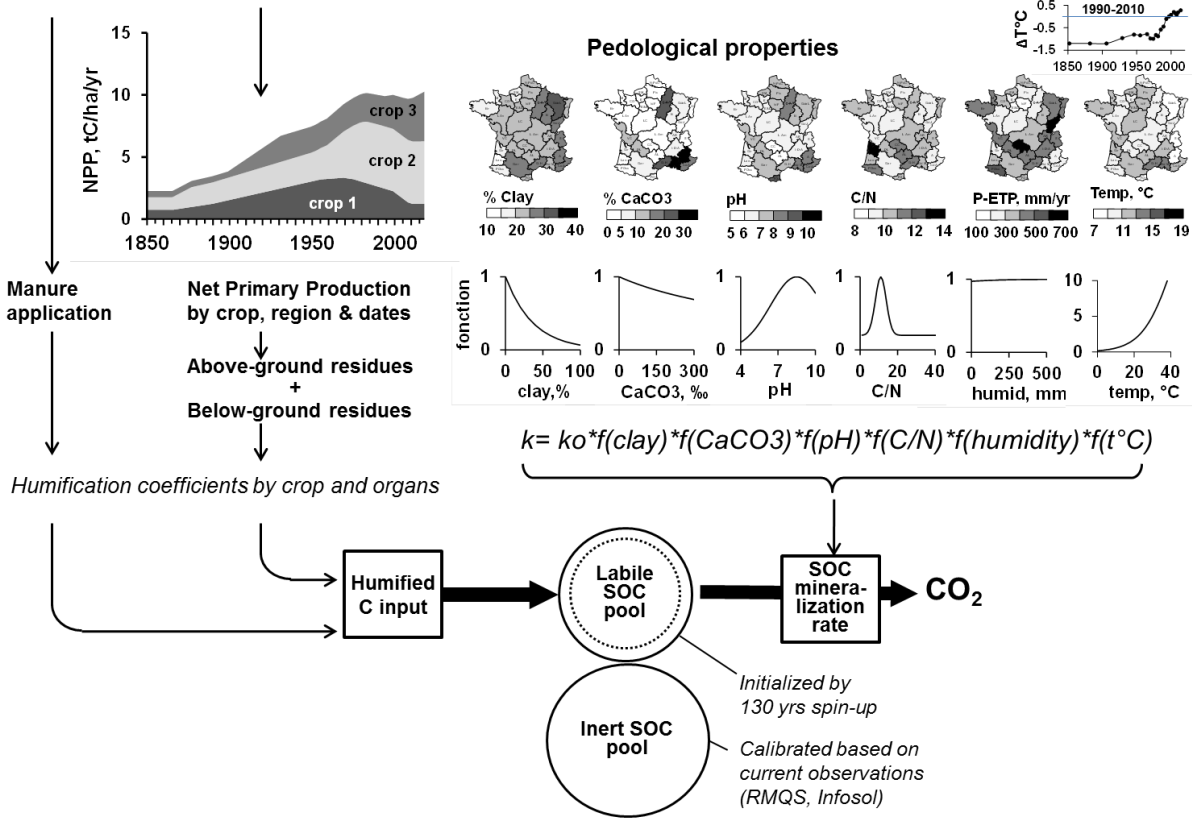 0.5
1990-2010
-0.5
-1.5
ΔT°C
1850 1900 1950 2000
15
10
5
0
NPP, tC/ha/yr
crop 3
crop 2
crop 1
1850 1900 1950 2000
Pedological properties
% Clay
10 20 30 40
% CaCO3
0 5 10 20 30
pH
5 6 7 8 9 10
C/N
8 10 12 14
P-ETP, mm/yr
100 300 500 700
Temp, °C
7 11 15 19
Manure
application
Net Primary Production
by crop, region & dates
Above-ground residues
+
Below-ground residues
fonction
1
0
0 50 100
clay,%
1
0
0 150 300
CaCO3, ‰
1
0
4 7 10
pH
1
0
0 20 40
C/N
1
0
0 250 500
humid, mm
10
5
0
0 20 40
temp, °C
k= ko*f(clay)*f(CaCO3)*f(pH)*f(C/N)*f(humidity)*f(t°C)
Humification coefficients by crop and organs
Humified
C input
Labile
SOC
pool
SOC
minera-
lization
rate
CO₂
Initialized by
130 yrs spin-up
Inert SOC
pool
Calibrated based on
current observations
(RMQS, Infosol)